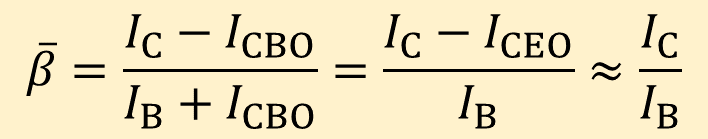 β̄ = (I_C − I_CBO) / (I_B + I_CBO) = (I_C − I_CEO) / I_B ≈ I_C / I_B